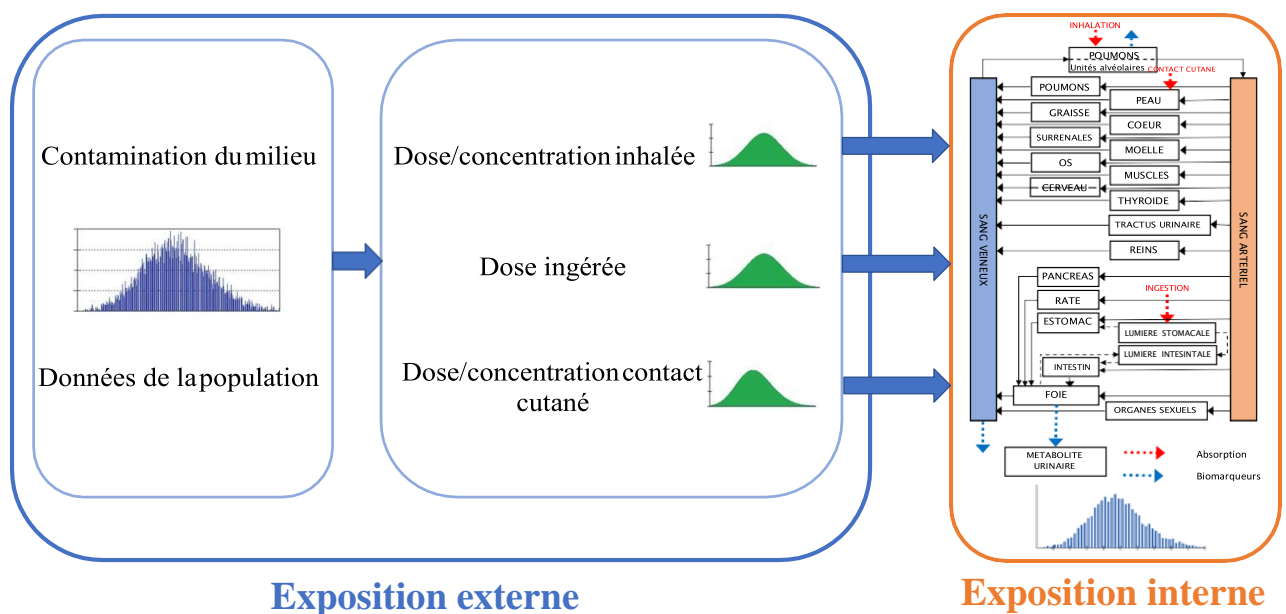 Contamination du milieu
Données de la population
Dose/concentration inhalée
Dose ingérée
Dose/concentration contact
cutané
Exposition externe
INHALATION
POUMONS
Unités alvéolaires
CONTACT CUTANE
POUMONS
PEAU
GRAISSE
COEUR
SURRENALES
MOELLE
OS
MUSCLES
CERVEAU
THYROIDE
TRACTUS URINAIRE
REINS
SANG VEINEUX
SANG ARTERIEL
PANCREAS
INGESTION
RATE
ESTOMAC
LUMIERE STOMACALE
LUMIERE INTESINTALE
INTESTIN
FOIE
ORGANES SEXUELS
METABOLITE
URINAIRE
Absorption
Biomarqueurs
Exposition interne